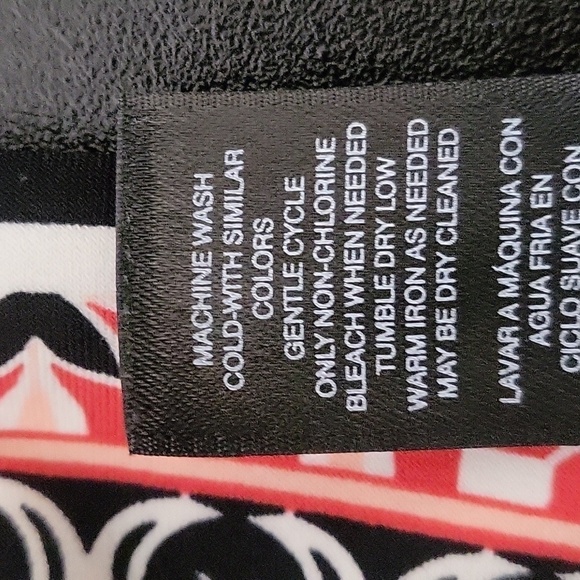 MACHINE WASH
COLD-WITH SIMILAR
COLORS
GENTLE CYCLE
ONLY NON-CHLORINE
BLEACH WHEN NEEDED
TUMBLE DRY LOW
WARM IRON AS NEEDED
MAY BE DRY CLEANED
LAVAR A MÁQUINA CON
AGUA FRIA EN
CICLO SUAVE CON